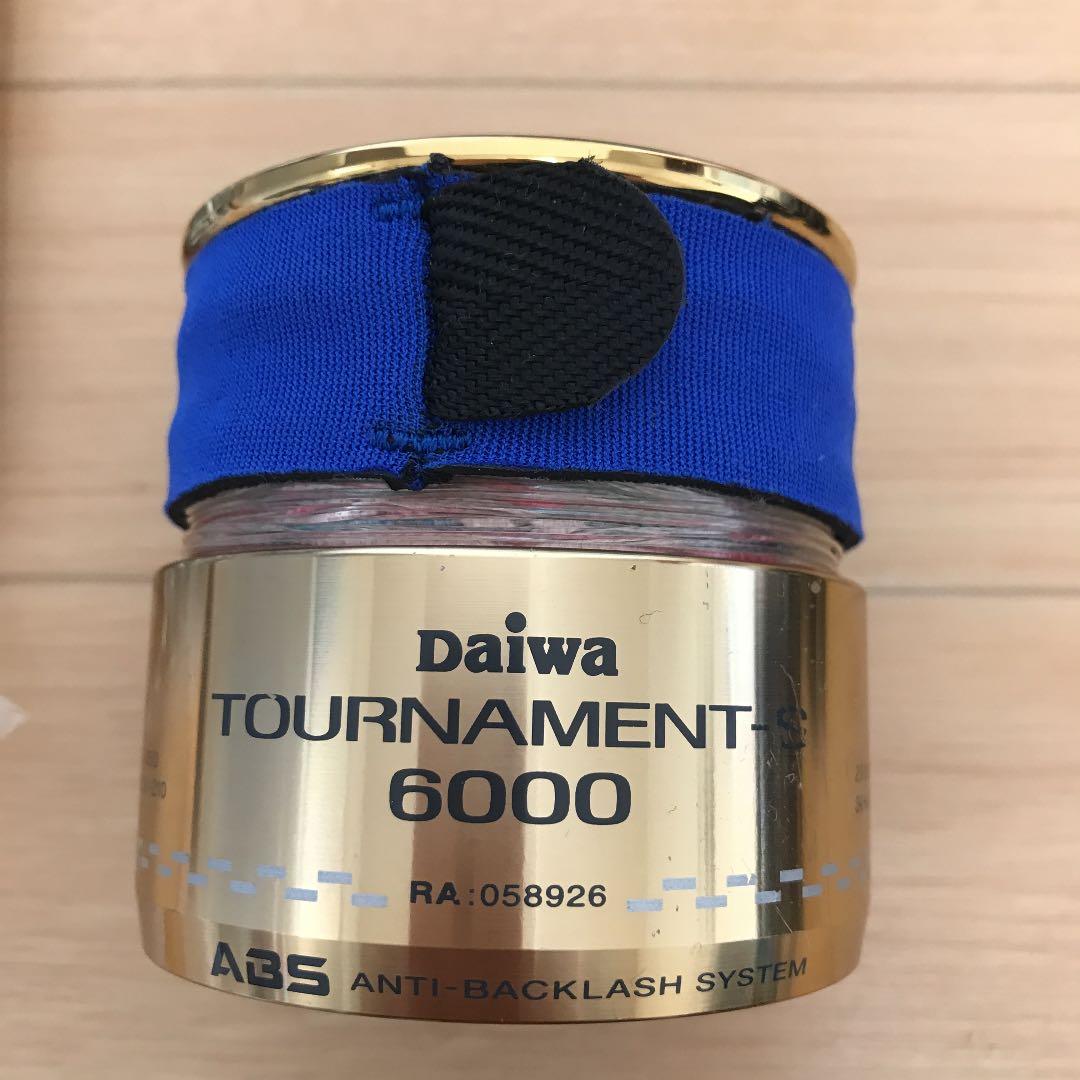 Daiwa
TOURNAMENT-S
6000
RA:058926
ABS ANTI-BACKLASH SYSTEM